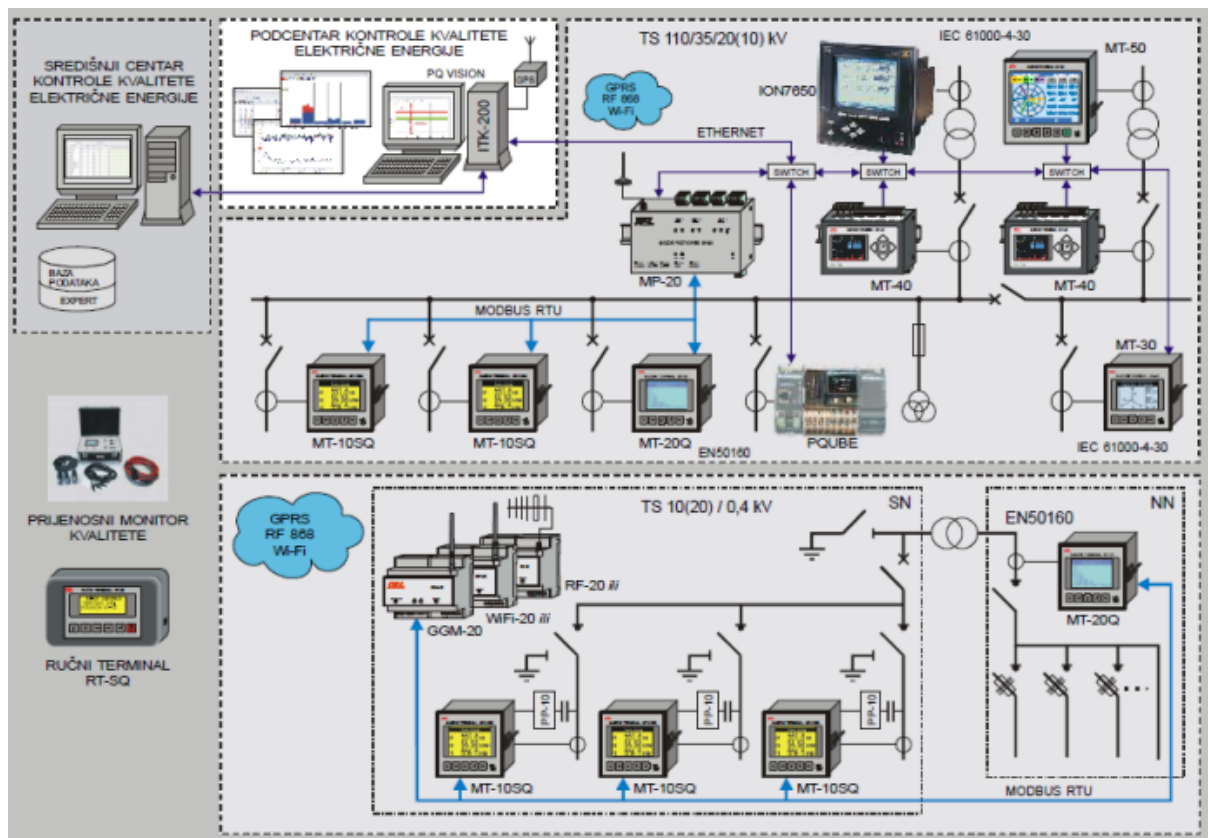 SREDIŠNJI CENTAR
KONTROLE KVALITETE
ELEKTRIČNE ENERGIJE
BAZA
PODATAKA
EXPERT
PODCENTAR KONTROLE KVALITETE
ELEKTRIČNE ENERGIJE
PQ VISION
GPS
ITK-200
TS 110/35/20(10) kV
IEC 61000-4-30
MT-50
GPRS
RF 868
Wi-Fi
ION7650
ETHERNET
SWITCH
SWITCH
SWITCH
MP-20
MT-40
MT-40
MODBUS RTU
MT-30
MT-10SQ
MT-10SQ
MT-20Q
EN50160
PQUBE
IEC 61000-4-30
PRIJENOSNI MONITOR
KVALITETE
RUČNI TERMINAL
RT-SQ
GPRS
RF 868
Wi-Fi
TS 10(20) / 0,4 kV
SN
NN
EN50160
RF-20 ili
WiFi-20 ili
GGM-20
MT-20Q
PP-10
PP-10
PP-10
MT-10SQ
MT-10SQ
MT-10SQ
MODBUS RTU